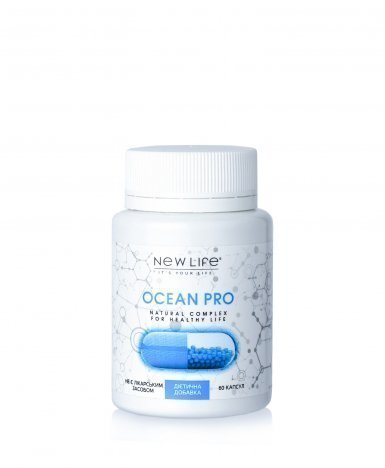 NEW LIFE®
IT'S YOUR LIFE
OCEAN PRO
NATURAL COMPLEX
FOR HEALTHY LIFE
НЕ Є ЛІКАРСЬКИМ
ЗАСОБОМ
ДІЄТИЧНА
ДОБАВКА
60 КАПСУЛ